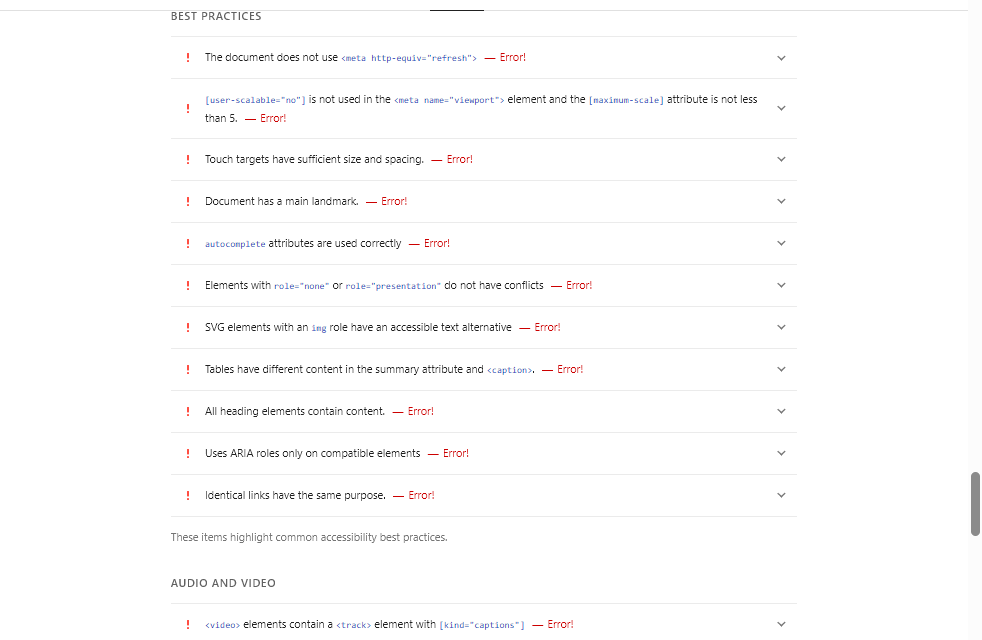 BEST PRACTICES
! The document does not use <meta http-equiv="refresh"> — Error!
! [user-scalable="no"] is not used in the <meta name="viewport"> element and the [maximum-scale] attribute is not less
than 5. — Error!
! Touch targets have sufficient size and spacing. — Error!
! Document has a main landmark. — Error!
! autocomplete attributes are used correctly — Error!
! Elements with role="none" or role="presentation" do not have conflicts — Error!
! SVG elements with an img role have an accessible text alternative — Error!
! Tables have different content in the summary attribute and <caption>. — Error!
! All heading elements contain content. — Error!
! Uses ARIA roles only on compatible elements — Error!
! Identical links have the same purpose. — Error!
These items highlight common accessibility best practices.
AUDIO AND VIDEO
! <video> elements contain a <track> element with [kind="captions"] — Error!